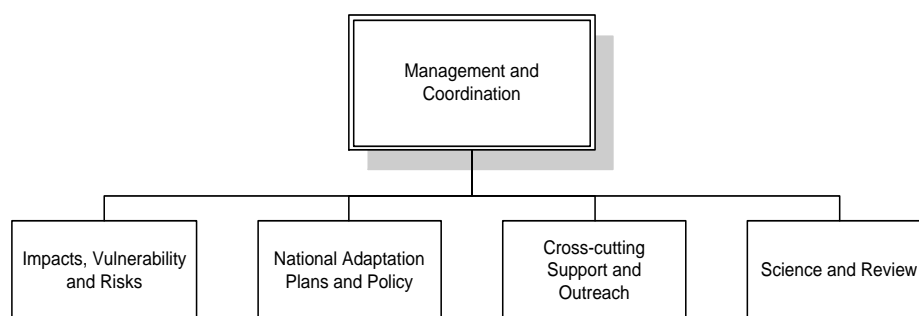 Management and
Coordination
Impacts, Vulnerability
and Risks
National Adaptation
Plans and Policy
Cross-cutting
Support and
Outreach
Science and Review